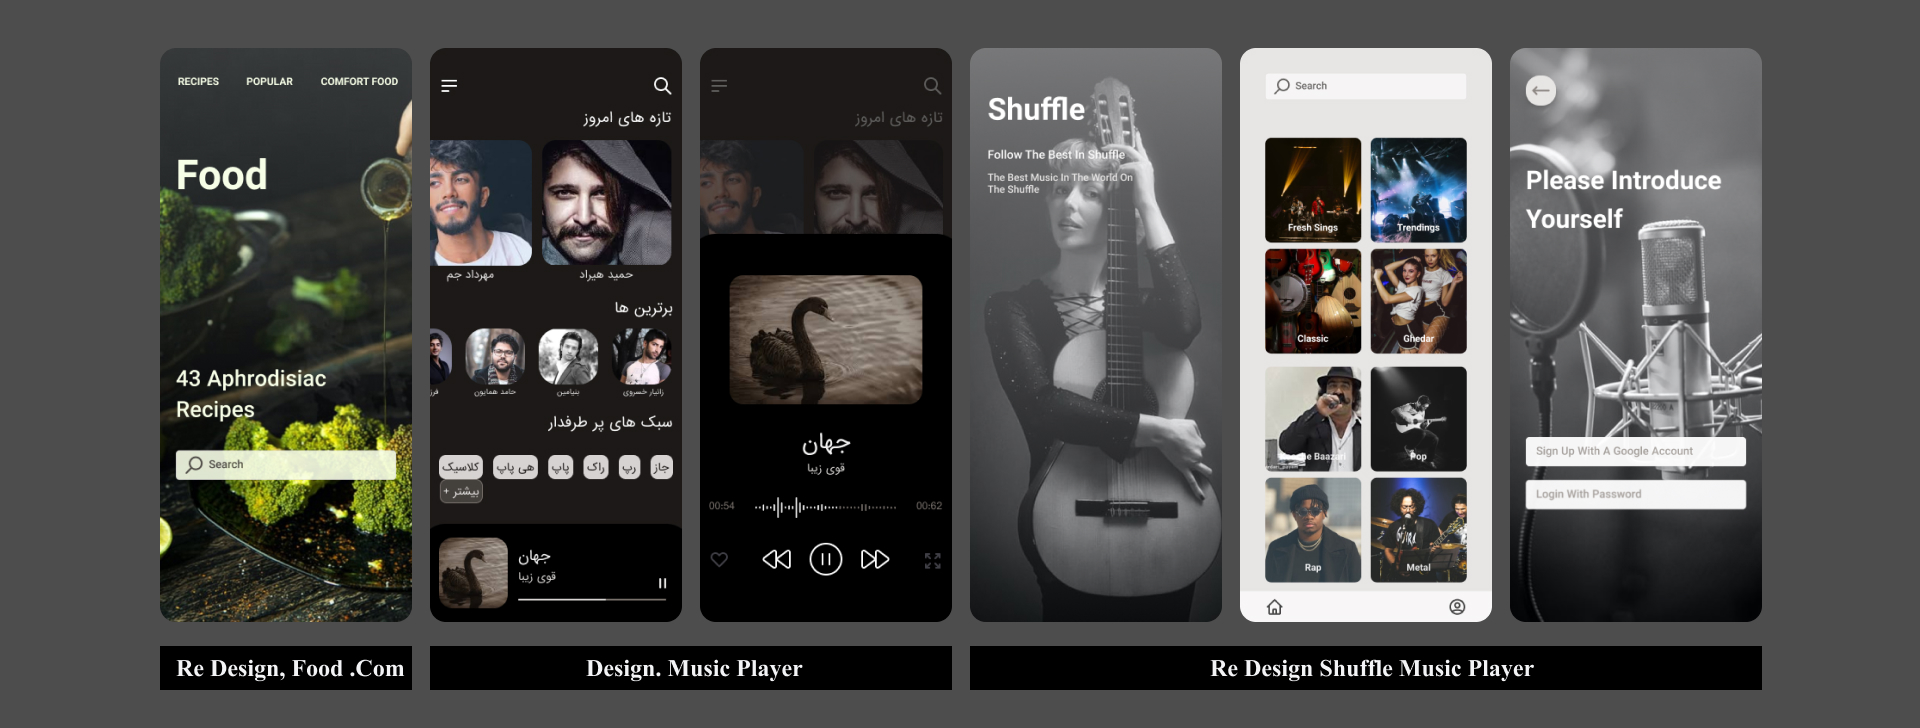 RECIPES POPULAR COMFORT FOOD
Food
43 Aphrodisiac
Recipes
Search
تازه های امروز
مهرداد جم
حمید هیراد
برترین ها
حامد همایون
بنیامین
زانیار خسروی
سبک های پر طرفدار
جاز
رپ
راک
پاپ
هی پاپ
کلاسیک
بیشتر +
جهان
قوی زیبا
تازه های امروز
جهان
قوی زیبا
00:54
00:62
Shuffle
Follow The Best In Shuffle
The Best Music In The World On
The Shuffle
Search
Fresh Sings
Trendings
Classic
Ghedar
Pop
Rap
Metal
Please Introduce
Yourself
Sign Up With A Google Account
Login With Password
Re Design, Food .Com
Design. Music Player
Re Design Shuffle Music Player